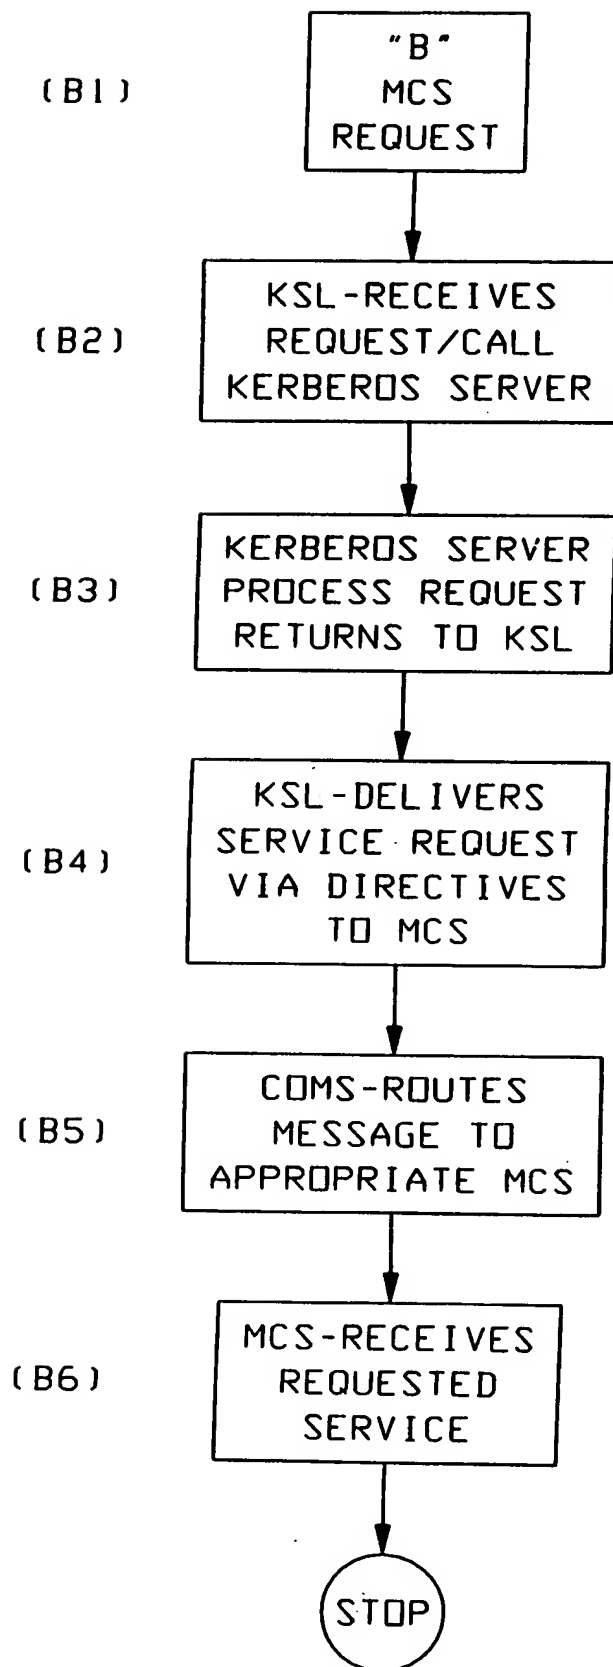 (B1)
"B"
MCS
REQUEST
(B2)
KSL-RECEIVES
REQUEST/CALL
KERBEROS SERVER
(B3)
KERBEROS SERVER
PROCESS REQUEST
RETURNS TO KSL
(B4)
KSL-DELIVERS
SERVICE REQUEST
VIA DIRECTIVES
TO MCS
(B5)
COMS-ROUTES
MESSAGE TO
APPROPRIATE MCS
(B6)
MCS-RECEIVES
REQUESTED
SERVICE
STOP